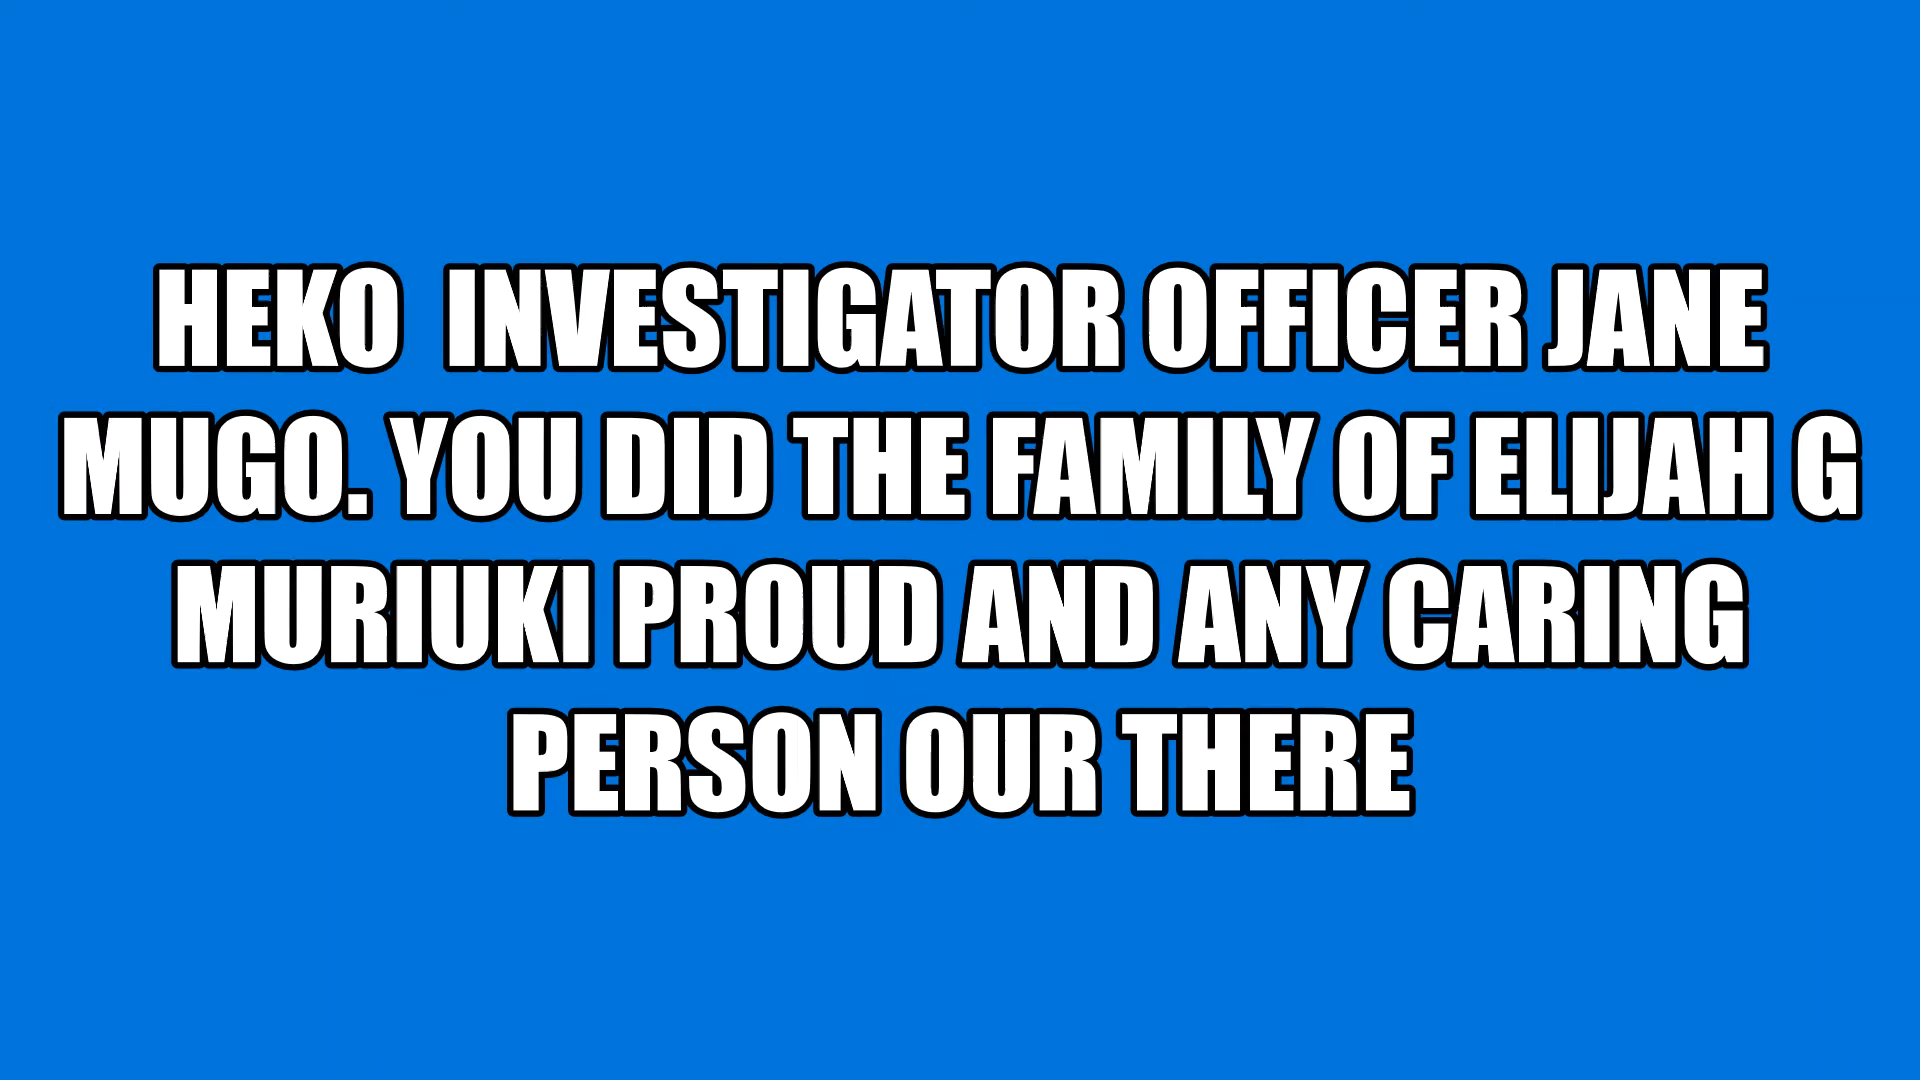 HEKO  INVESTIGATOR OFFICER JANE
MUGO. YOU DID THE FAMILY OF ELIJAH G
MURIUKI PROUD AND ANY CARING
PERSON OUR THERE